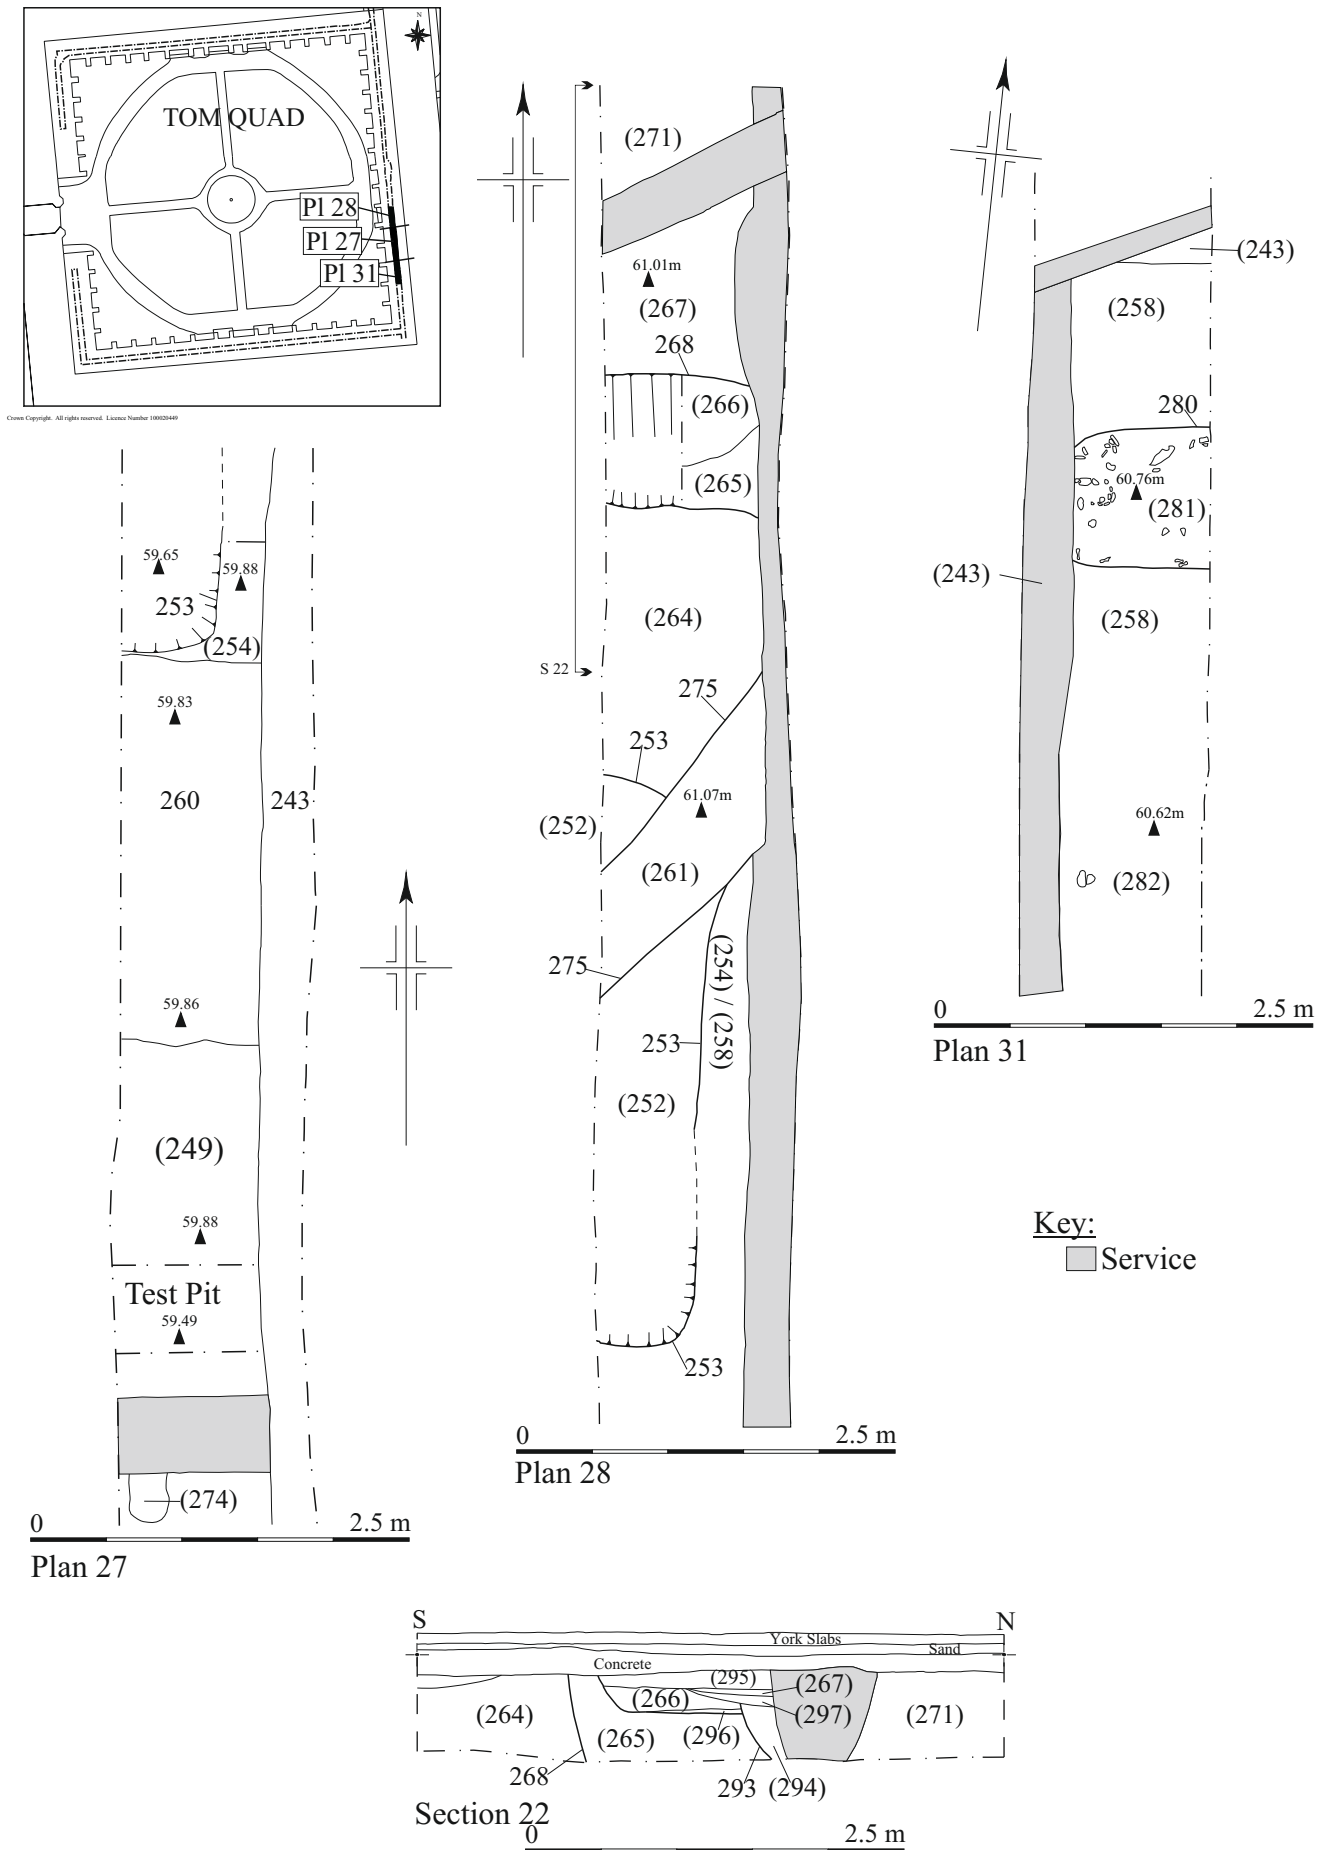 N
TOM QUAD
Pl 28
Pl 27
Pl 31
Crown Copyright. All rights reserved. Licence Number 100020449
59.65
59.88
253
(254)
59.83
260
243
59.86
(249)
59.88
Test Pit
59.49
(274)
0 2.5 m
Plan 27
(271)
61.01m
(267)
268
(266)
(265)
(264)
S 22
275
253
61.07m
(252)
(261)
(254) / (258)
275
253
(252)
253
0 2.5 m
Plan 28
(243)
(258)
280
60.76m
(281)
(243)
(258)
60.62m
(282)
0 2.5 m
Plan 31
Key:
Service
S N
York Slabs
Sand
Concrete
(295)
(267)
(266)
(297)
(264)
(271)
(265)
(296)
268
293 (294)
Section 22
0 2.5 m